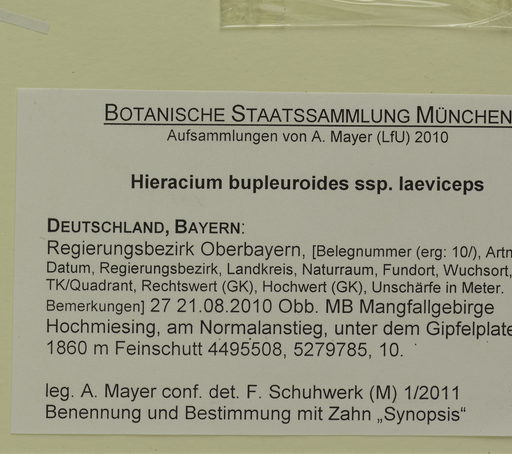 BOTANISCHE STAATSSAMMLUNG MÜNCHEN
Aufsammlungen von A. Mayer (LfU) 2010
Hieracium bupleuroides ssp. laeviceps
DEUTSCHLAND, BAYERN:
Regierungsbezirk Oberbayern, [Belegnummer (erg: 10/), Artn
Datum, Regierungsbezirk, Landkreis, Naturraum, Fundort, Wuchsort,
TK/Quadrant, Rechtswert (GK), Hochwert (GK), Unschärfe in Meter.
Bemerkungen] 27 21.08.2010 Obb. MB Mangfallgebirge
Hochmiesing, am Normalanstieg, unter dem Gipfelplate
1860 m Feinschutt 4495508, 5279785, 10.
leg. A. Mayer conf. det. F. Schuhwerk (M) 1/2011
Benennung und Bestimmung mit Zahn „Synopsis“